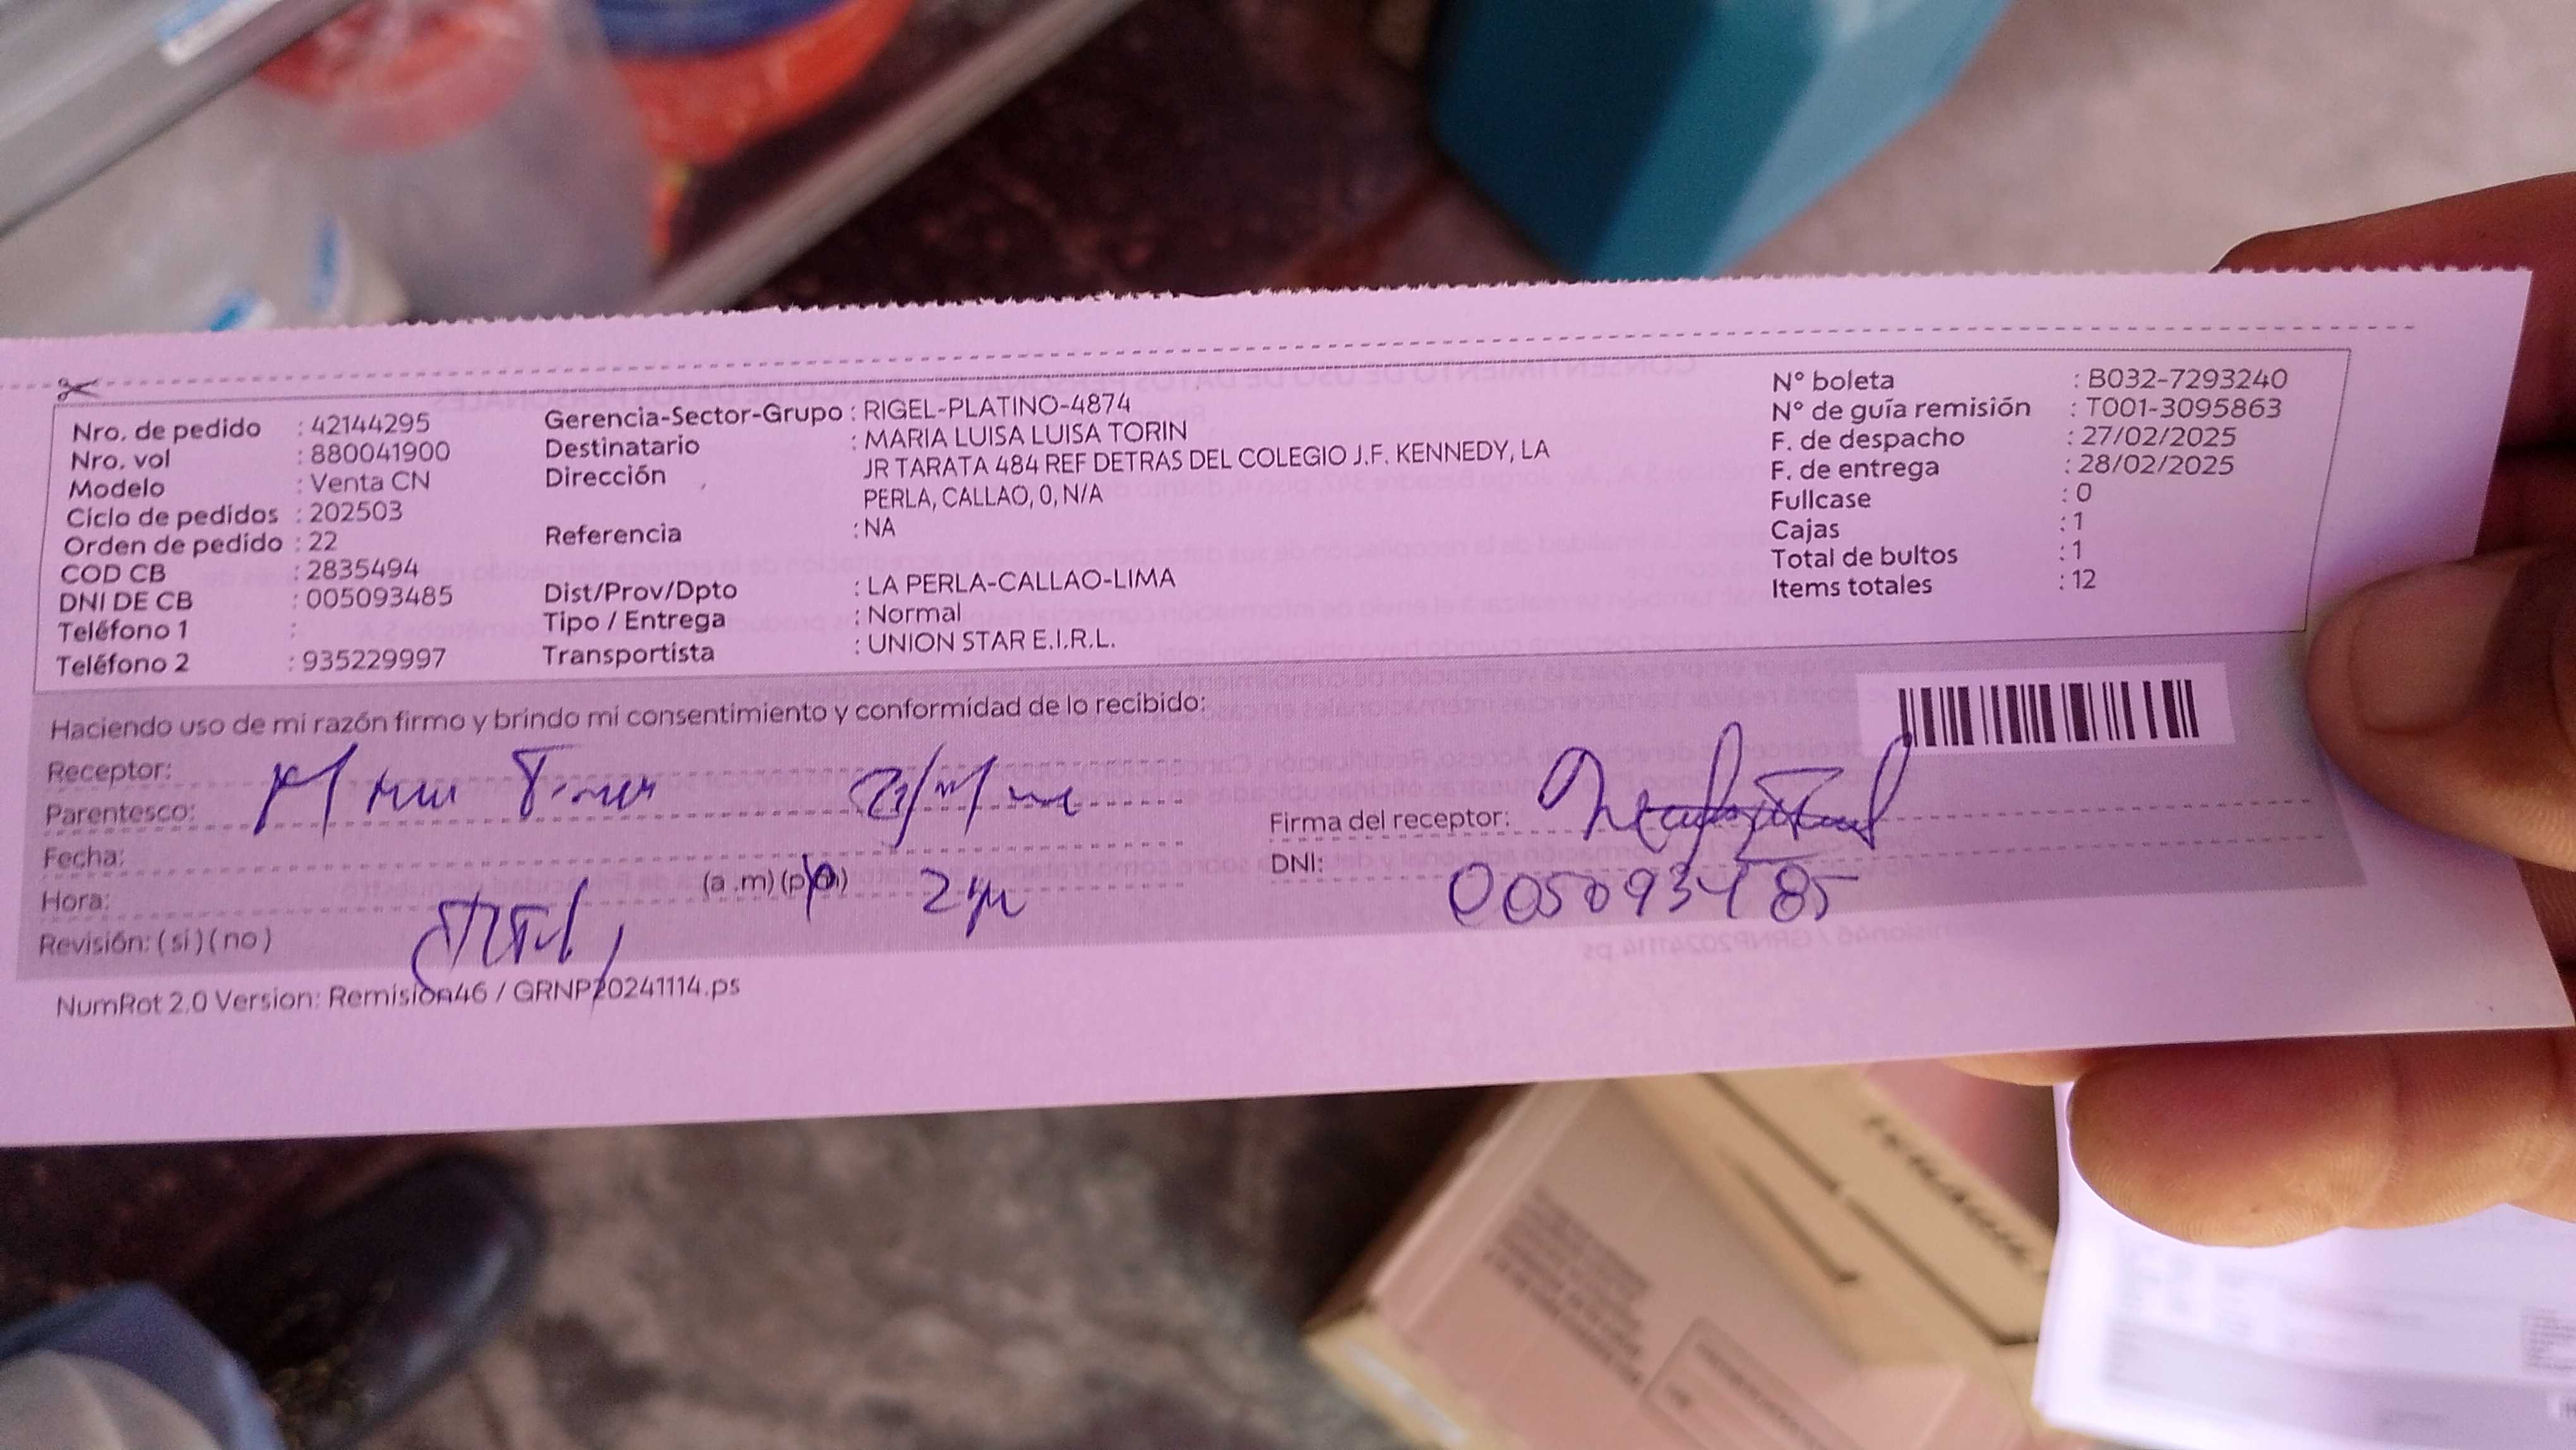 Nro. de pedido : 42144295
Nro. vol : 880041900
Modelo : Venta CN
Ciclo de pedidos : 202503
Orden de pedido : 22
COD CB : 2835494
DNI DE CB : 005093485
Teléfono 1 :
Teléfono 2 : 935229997
Gerencia-Sector-Grupo : RIGEL-PLATINO-4874
Destinatario : MARIA LUISA LUISA TORIN
Dirección JR TARATA 484 REF DETRAS DEL COLEGIO J.F. KENNEDY, LA
PERLA, CALLAO, 0, N/A
Referencia : NA
Dist/Prov/Dpto : LA PERLA-CALLAO-LIMA
Tipo / Entrega : Normal
Transportista : UNION STAR E.I.R.L.
N° boleta : B032-7293240
N° de guía remisión : T001-3095863
F. de despacho : 27/02/2025
F. de entrega : 28/02/2025
Fullcase : 0
Cajas : 1
Total de bultos : 1
Items totales : 12
Haciendo uso de mi razón firmo y brindo mi consentimiento y conformidad de lo recibido:
Receptor:
Parentesco:
Fecha:
Hora: (a .m) (p.m)
Revisión: ( si ) ( no )
Firma del receptor:
DNI: 005093485
NumRot 2.0 Version: Remision46 / GRNP20241114.ps